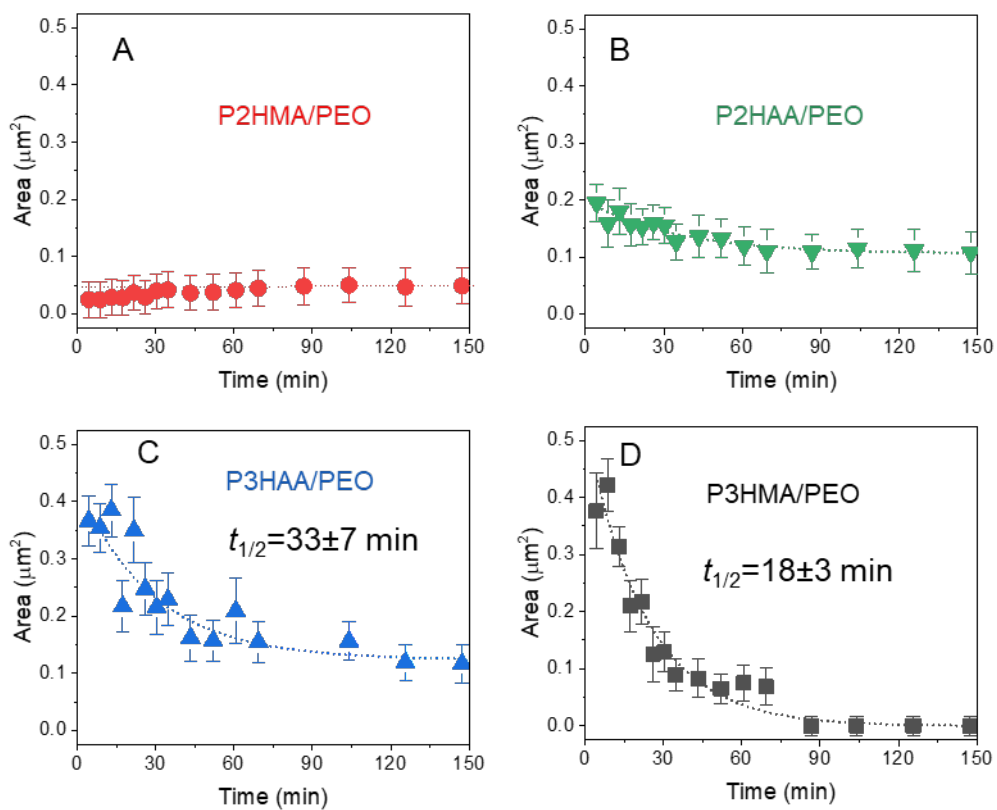 A
P2HMA/PEO
Area (μm²)
0.5
0.4
0.3
0.2
0.1
0.0
0 30 60 90 120 150
Time (min)
B
P2HAA/PEO
Area (μm²)
0.5
0.4
0.3
0.2
0.1
0.0
0 30 60 90 120 150
Time (min)
C
P3HAA/PEO
t1/2=33±7 min
Area (μm²)
0.5
0.4
0.3
0.2
0.1
0.0
0 30 60 90 120 150
Time (min)
D
P3HMA/PEO
t1/2=18±3 min
Area (μm²)
0.5
0.4
0.3
0.2
0.1
0.0
0 30 60 90 120 150
Time (min)